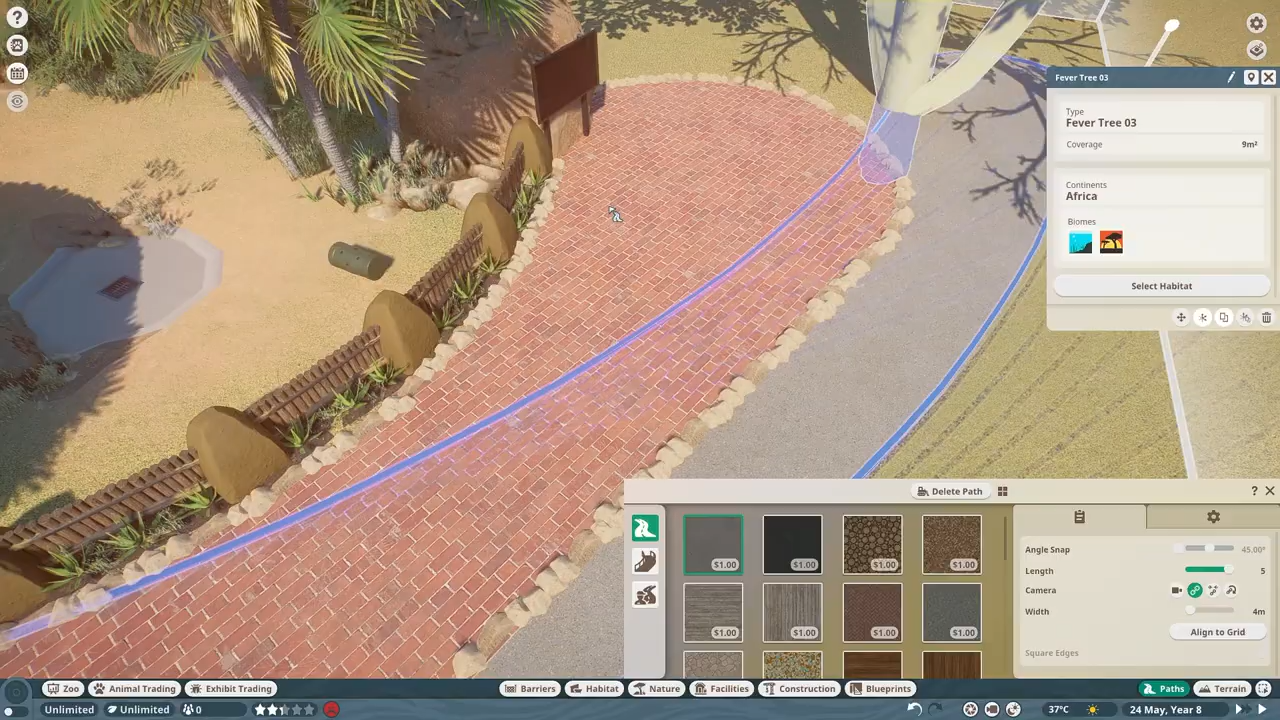 ?
Fever Tree 03
Type
Fever Tree 03
Coverage 9m²
Continents
Africa
Biomes
Select Habitat
Delete Path
?
$1.00 $1.00 $1.00 $1.00
$1.00 $1.00 $1.00 $1.00
Angle Snap 45.00°
Length 5
Camera
Width 4m
Align to Grid
Square Edges
Zoo Animal Trading Exhibit Trading Barriers Habitat Nature Facilities Construction Blueprints Paths Terrain
Unlimited Unlimited 0 37°C 24 May, Year 8